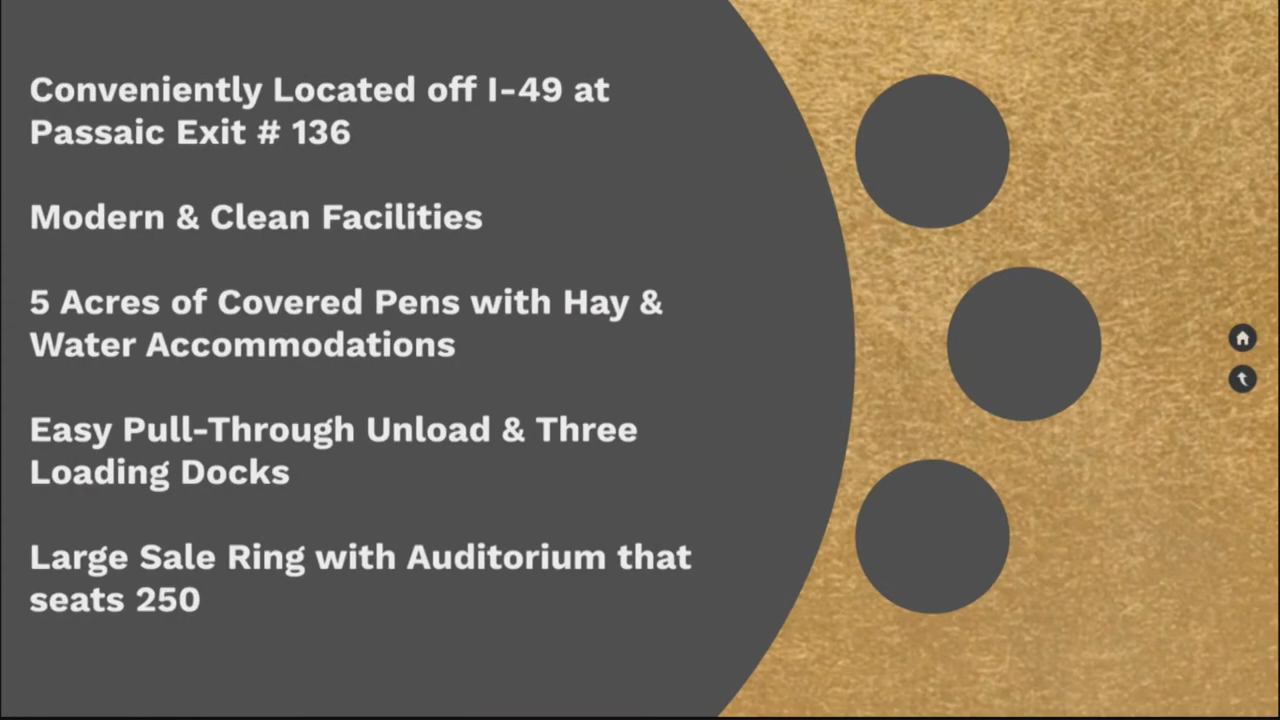 Conveniently Located off I-49 at
Passaic Exit # 136
Modern & Clean Facilities
5 Acres of Covered Pens with Hay &
Water Accommodations
Easy Pull-Through Unload & Three
Loading Docks
Large Sale Ring with Auditorium that
seats 250